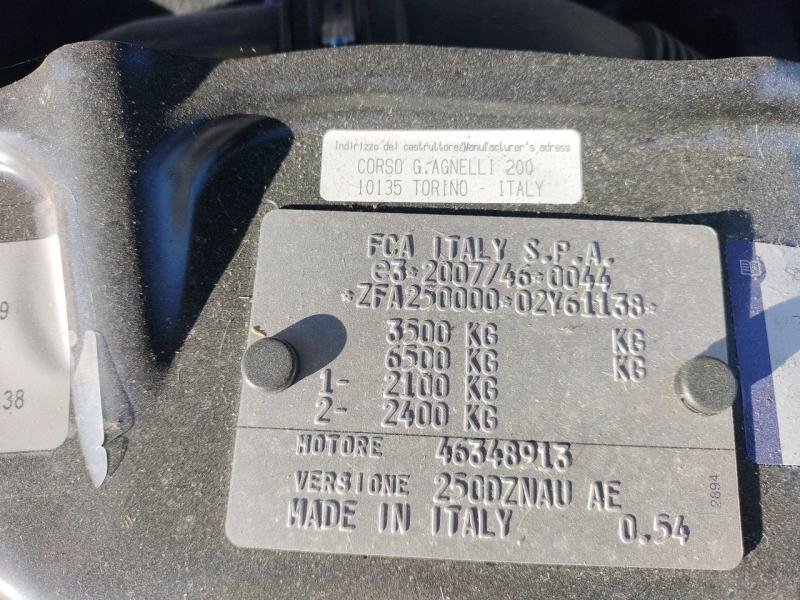 Indirizzo del costruttore/Manufacturer's adress
CORSO G.AGNELLI 200
10135 TORINO - ITALY
FCA ITALY S.P.A.
e3*2007/46*0044
*ZFA250000*02Y61138*
3500 KG KG
6500 KG KG
1- 2100 KG
2- 2400 KG
MOTORE 46348913
VERSIONE 250DZNAU AE
MADE IN ITALY 0.54
2894
9
38